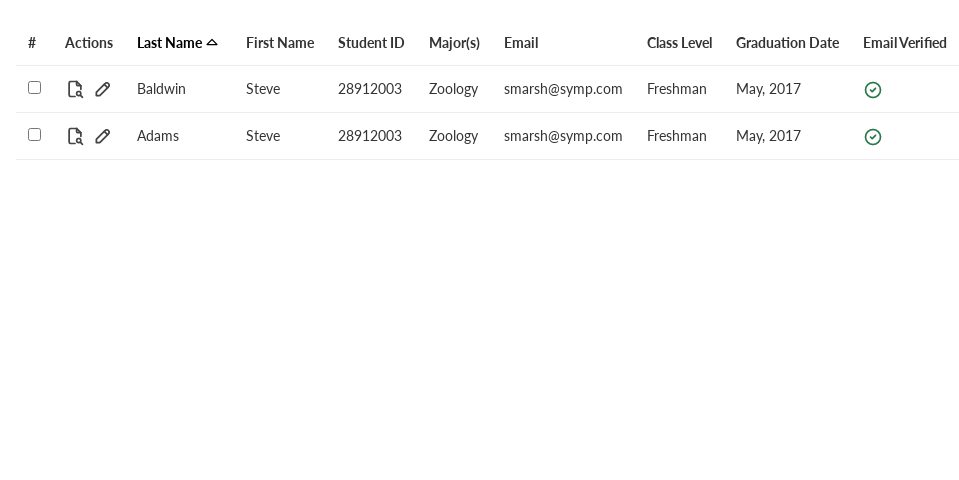 # Actions Last Name First Name Student ID Major(s) Email Class Level Graduation Date Email Verified
Baldwin Steve 28912003 Zoology smarsh@symp.com Freshman May, 2017
Adams Steve 28912003 Zoology smarsh@symp.com Freshman May, 2017